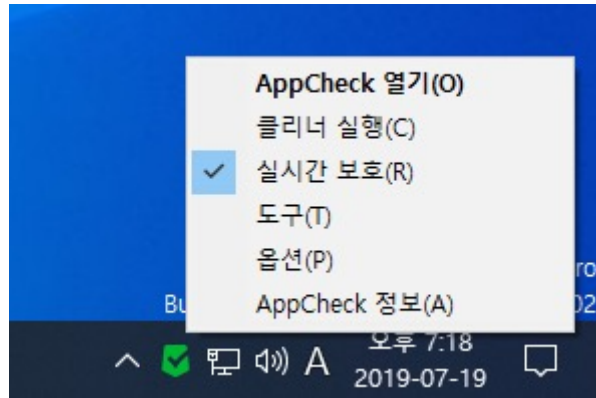 AppCheck 열기(O)
클리너 실행(C)
실시간 보호(R)
도구(T)
옵션(P)
AppCheck 정보(A)
A
오후 7:18
2019-07-19